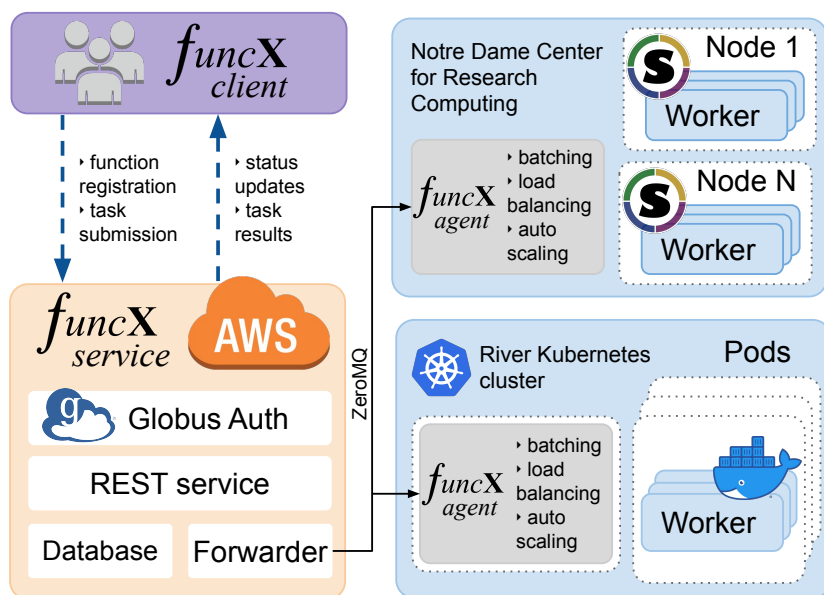 funcX
client
‣ function
registration
‣ task
submission
‣ status
updates
‣ task
results
funcX
service
AWS
g
Globus Auth
REST service
Database
Forwarder
ZeroMQ
Notre Dame Center
for Research
Computing
funcX
agent
‣ batching
‣ load
balancing
‣ auto
scaling
S
Node 1
Worker
S
Node N
Worker
River Kubernetes
cluster
Pods
funcX
agent
‣ batching
‣ load
balancing
‣ auto
scaling
Worker